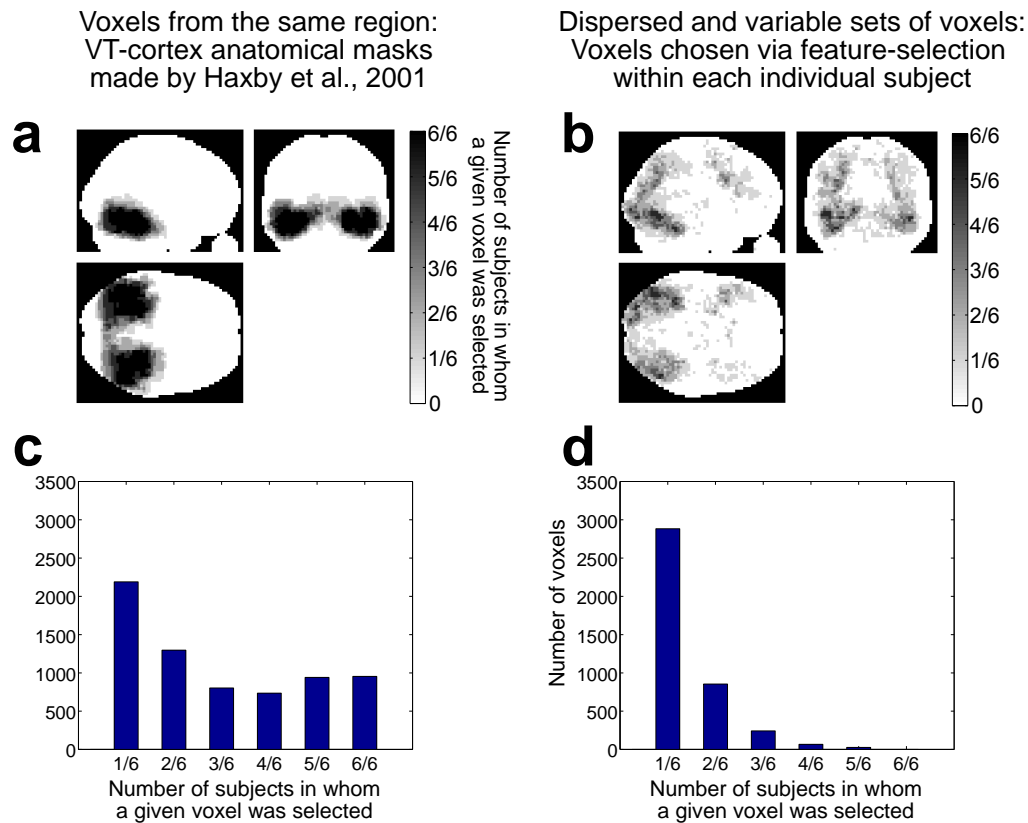 Voxels from the same region:
VT-cortex anatomical masks
made by Haxby et al., 2001
Dispersed and variable sets of voxels:
Voxels chosen via feature-selection
within each individual subject
a
6/6
5/6
4/6
3/6
2/6
1/6
0
Number of subjects in whom
a given voxel was selected
b
6/6
5/6
4/6
3/6
2/6
1/6
0
c
3500
3000
2500
2000
1500
1000
500
0
1/6 2/6 3/6 4/6 5/6 6/6
Number of subjects in whom
a given voxel was selected
d
Number of voxels
3500
3000
2500
2000
1500
1000
500
0
1/6 2/6 3/6 4/6 5/6 6/6
Number of subjects in whom
a given voxel was selected